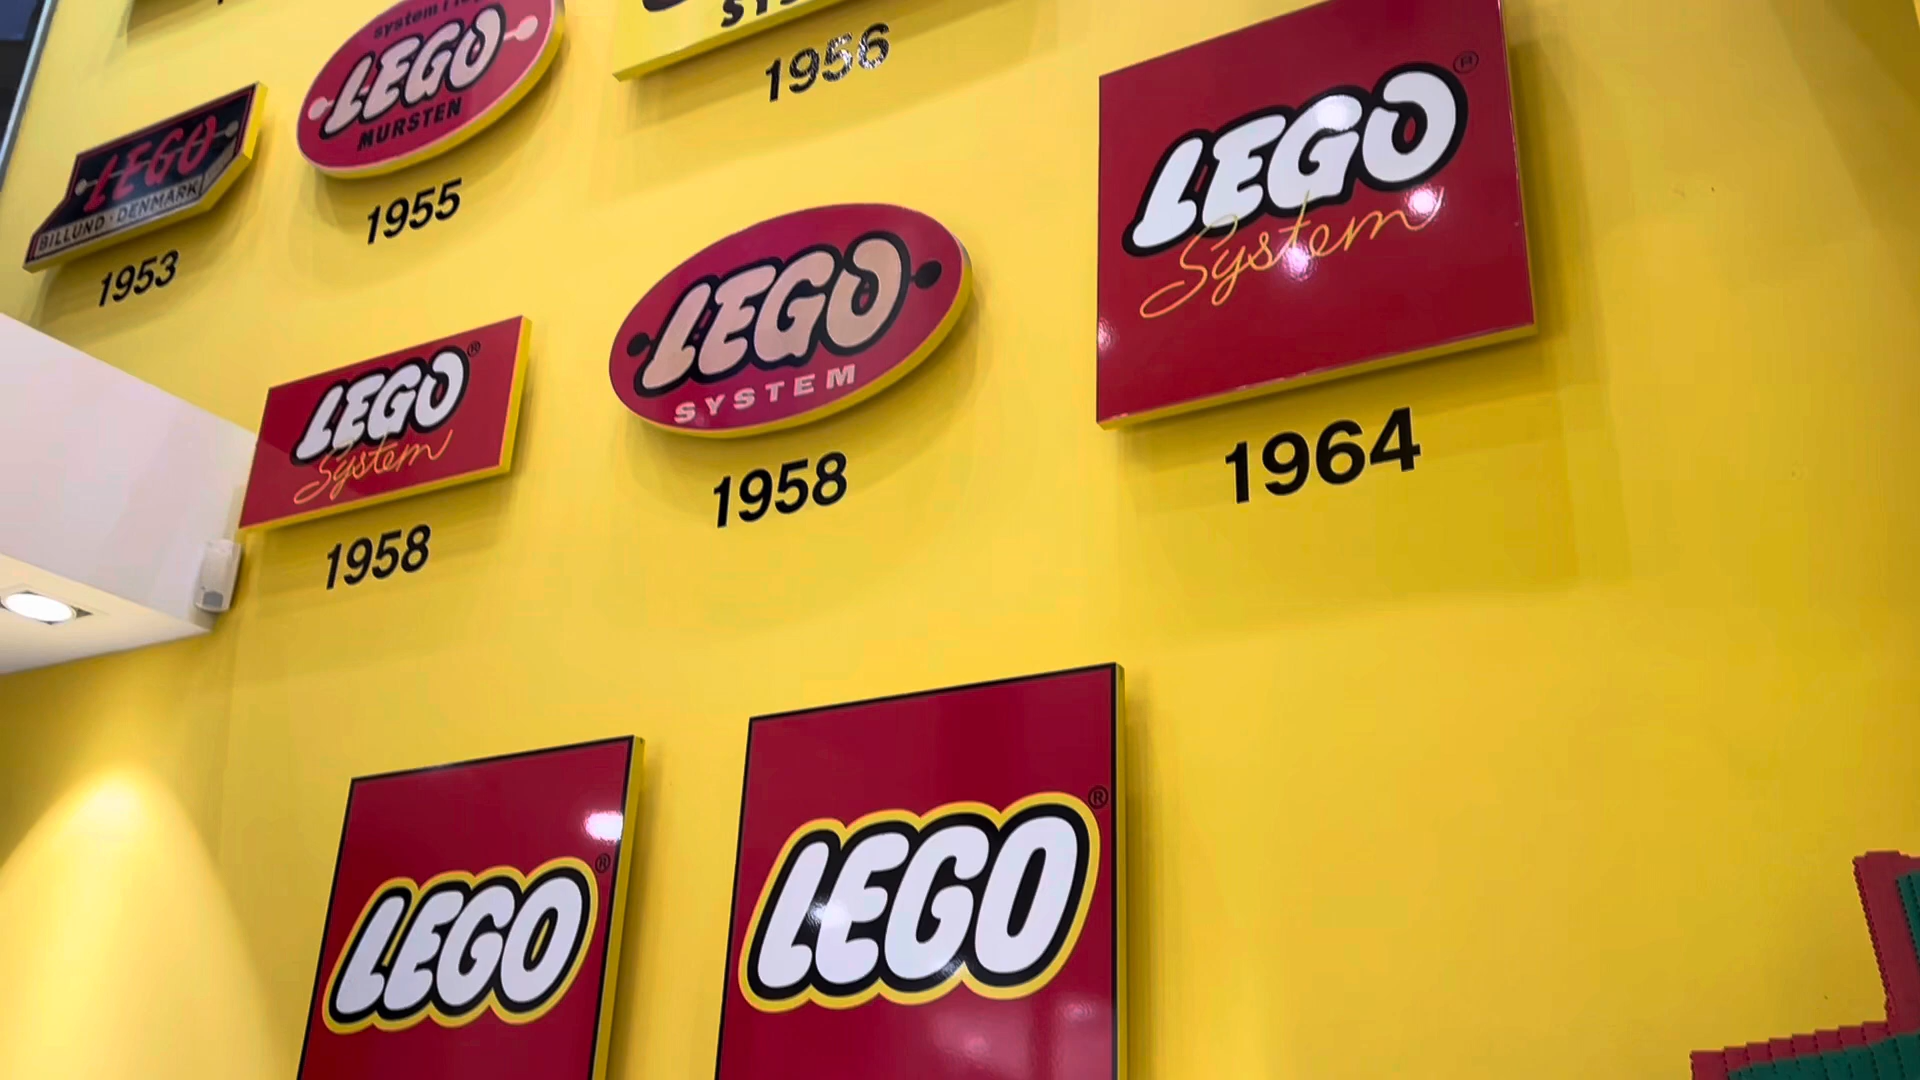 System i leg
LEGO
MURSTEN
1955
SYS
1956
LEGO
BILLUND · DENMARK
1953
LEGO ®
System
1964
LEGO
SYSTEM
1958
LEGO ®
System
1958
LEGO ®
LEGO ®